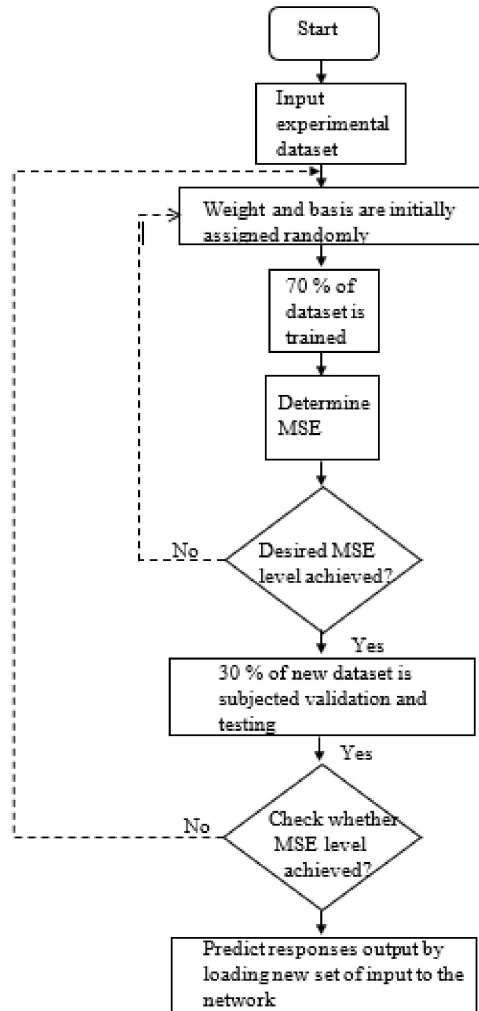 Start
Input
experimental
dataset
Weight and basis are initially
assigned randomly
70 % of
dataset is
trained
Determine
MSE
No
Desired MSE
level achieved?
Yes
30 % of new dataset is
subjected validation and
testing
Yes
No
Check whether
MSE level
achieved?
Predict responses output by
loading new set of input to the
network